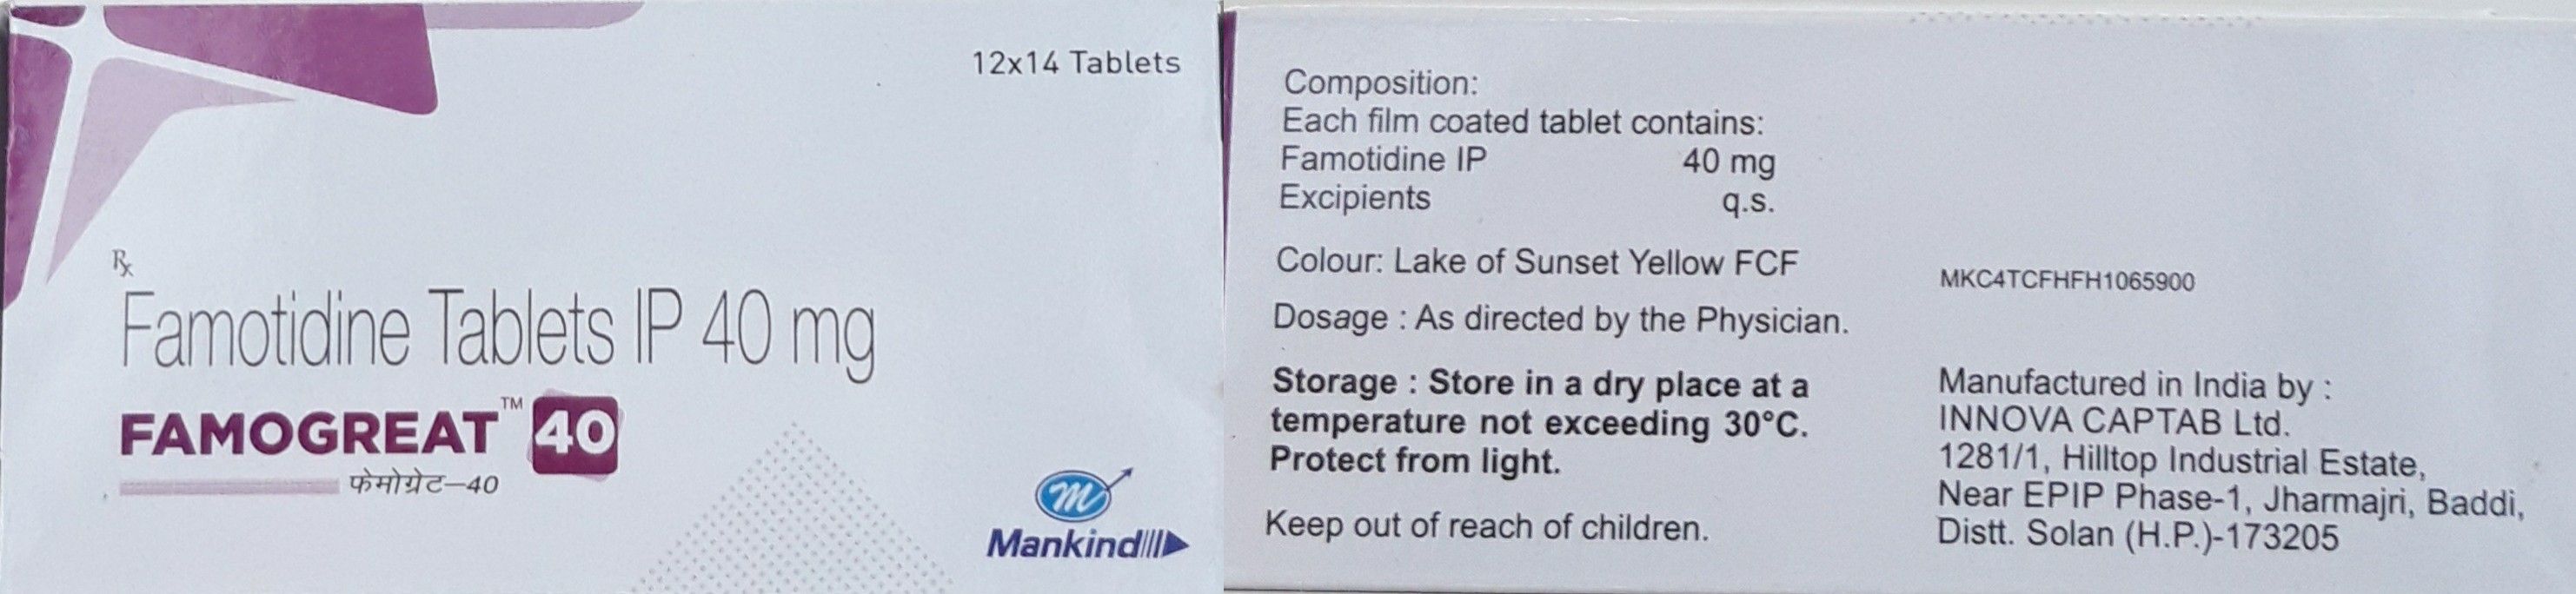 12x14 Tablets
Rx
Famotidine Tablets IP 40 mg
FAMOGREAT™ 40
फेमोग्रेट–40
m
Mankind
Composition:
Each film coated tablet contains:
Famotidine IP 40 mg
Excipients q.s.
Colour: Lake of Sunset Yellow FCF
Dosage : As directed by the Physician.
Storage : Store in a dry place at a
temperature not exceeding 30°C.
Protect from light.
Keep out of reach of children.
MKC4TCFHFH1065900
Manufactured in India by :
INNOVA CAPTAB Ltd.
1281/1, Hilltop Industrial Estate,
Near EPIP Phase-1, Jharmajri, Baddi,
Distt. Solan (H.P.)-173205